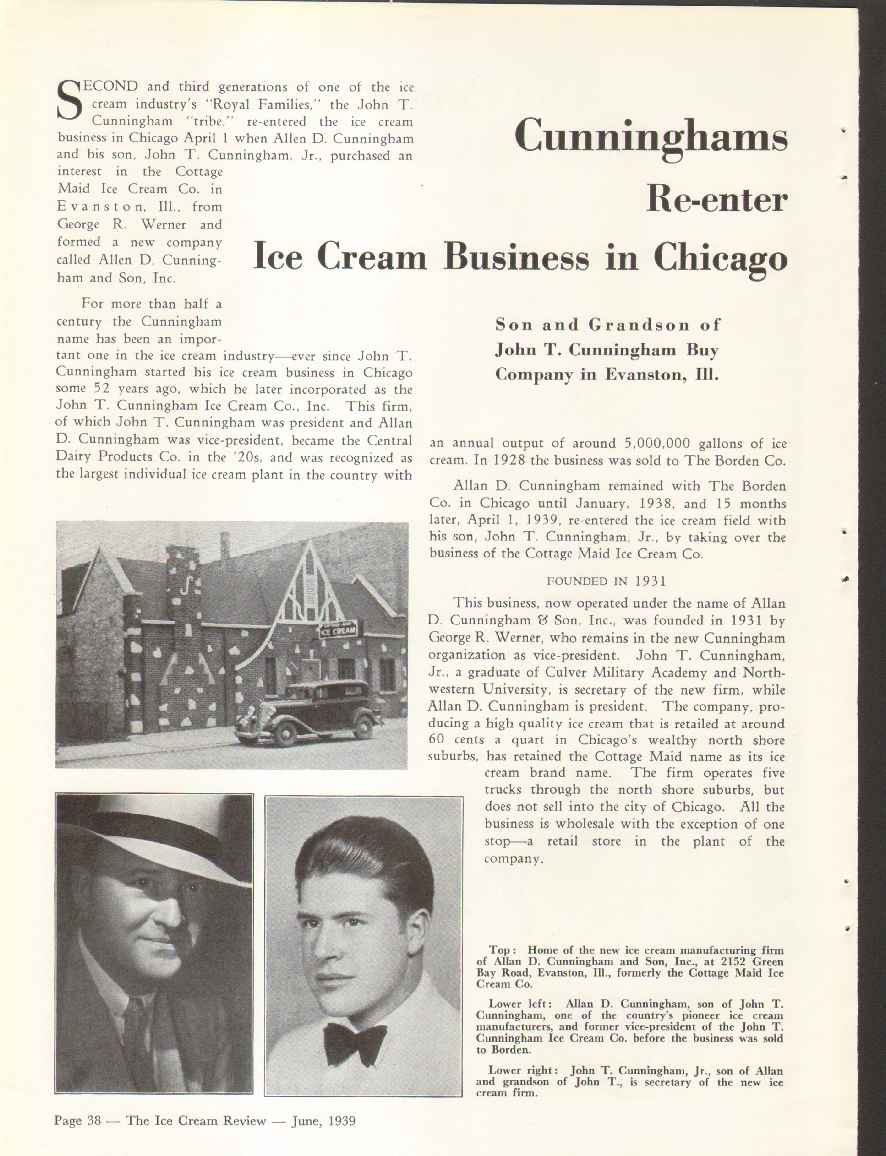 Cunninghams
Re-enter
Ice Cream Business in Chicago
Son and Grandson of
John T. Cunningham Buy
Company in Evanston, Ill.
SECOND and third generations of one of the ice
cream industry's "Royal Families," the John T.
Cunningham "tribe," re-entered the ice cream
business in Chicago April 1 when Allen D. Cunningham
and his son, John T. Cunningham, Jr., purchased an
interest in the Cottage
Maid Ice Cream Co. in
Evanston, Ill., from
George R. Werner and
formed a new company
called Allen D. Cunning-
ham and Son, Inc.
For more than half a
century the Cunningham
name has been an impor-
tant one in the ice cream industry—ever since John T.
Cunningham started his ice cream business in Chicago
some 52 years ago, which he later incorporated as the
John T. Cunningham Ice Cream Co., Inc. This firm,
of which John T. Cunningham was president and Allan
D. Cunningham was vice-president, became the Central
Dairy Products Co. in the '20s, and was recognized as
the largest individual ice cream plant in the country with
an annual output of around 5,000,000 gallons of ice
cream. In 1928 the business was sold to The Borden Co.
Allan D. Cunningham remained with The Borden
Co. in Chicago until January, 1938, and 15 months
later, April 1, 1939, re-entered the ice cream field with
his son, John T. Cunningham, Jr., by taking over the
business of the Cottage Maid Ice Cream Co.
FOUNDED IN 1931
This business, now operated under the name of Allan
D. Cunningham & Son, Inc., was founded in 1931 by
George R. Werner, who remains in the new Cunningham
organization as vice-president. John T. Cunningham,
Jr., a graduate of Culver Military Academy and North-
western University, is secretary of the new firm, while
Allan D. Cunningham is president. The company, pro-
ducing a high quality ice cream that is retailed at around
60 cents a quart in Chicago's wealthy north shore
suburbs, has retained the Cottage Maid name as its ice
cream brand name. The firm operates five
trucks through the north shore suburbs, but
does not sell into the city of Chicago. All the
business is wholesale with the exception of one
stop—a retail store in the plant of the
company.
ICE CREAM
Top: Home of the new ice cream manufacturing firm
of Allan D. Cunningham and Son, Inc., at 2152 Green
Bay Road, Evanston, Ill., formerly the Cottage Maid Ice
Cream Co.
Lower left: Allan D. Cunningham, son of John T.
Cunningham, one of the country's pioneer ice cream
manufacturers, and former vice-president of the John T.
Cunningham Ice Cream Co. before the business was sold
to Borden.
Lower right: John T. Cunningham, Jr., son of Allan
and grandson of John T., is secretary of the new ice
cream firm.
Page 38 — The Ice Cream Review — June, 1939